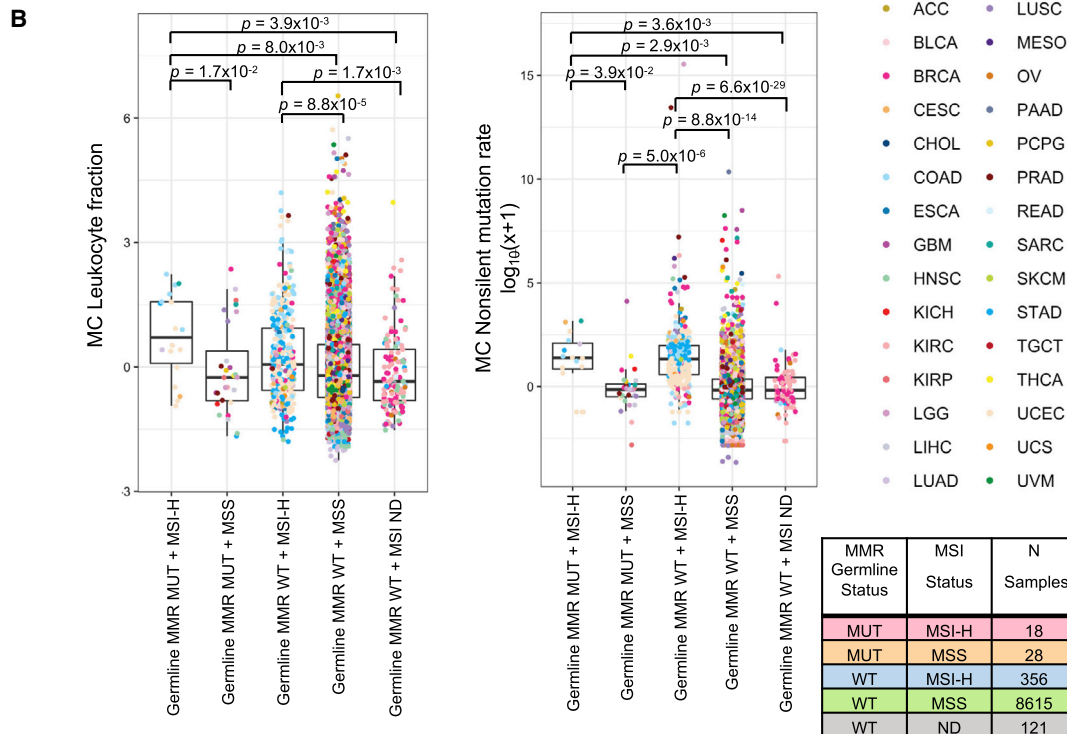 B
MC Leukocyte fraction
6
3
0
-3
p = 3.9x10-3
p = 8.0x10-3
p = 1.7x10-2
p = 1.7x10-3
p = 8.8x10-5
Germline MMR MUT + MSI-H
Germline MMR MUT + MSS
Germline MMR WT + MSI-H
Germline MMR WT + MSS
Germline MMR WT + MSI ND
MC Nonsilent mutation rate
log10(x+1)
15
10
5
0
p = 3.6x10-3
p = 2.9x10-3
p = 3.9x10-2
p = 6.6x10-29
p = 8.8x10-14
p = 5.0x10-6
Germline MMR MUT + MSI-H
Germline MMR MUT + MSS
Germline MMR WT + MSI-H
Germline MMR WT + MSS
Germline MMR WT + MSI ND
ACC
BLCA
BRCA
CESC
CHOL
COAD
ESCA
GBM
HNSC
KICH
KIRC
KIRP
LGG
LIHC
LUAD
LUSC
MESO
OV
PAAD
PCPG
PRAD
READ
SARC
SKCM
STAD
TGCT
THCA
UCEC
UCS
UVM
MMR Germline Status MSI Status N Samples
MUT MSI-H 18
MUT MSS 28
WT MSI-H 356
WT MSS 8615
WT ND 121